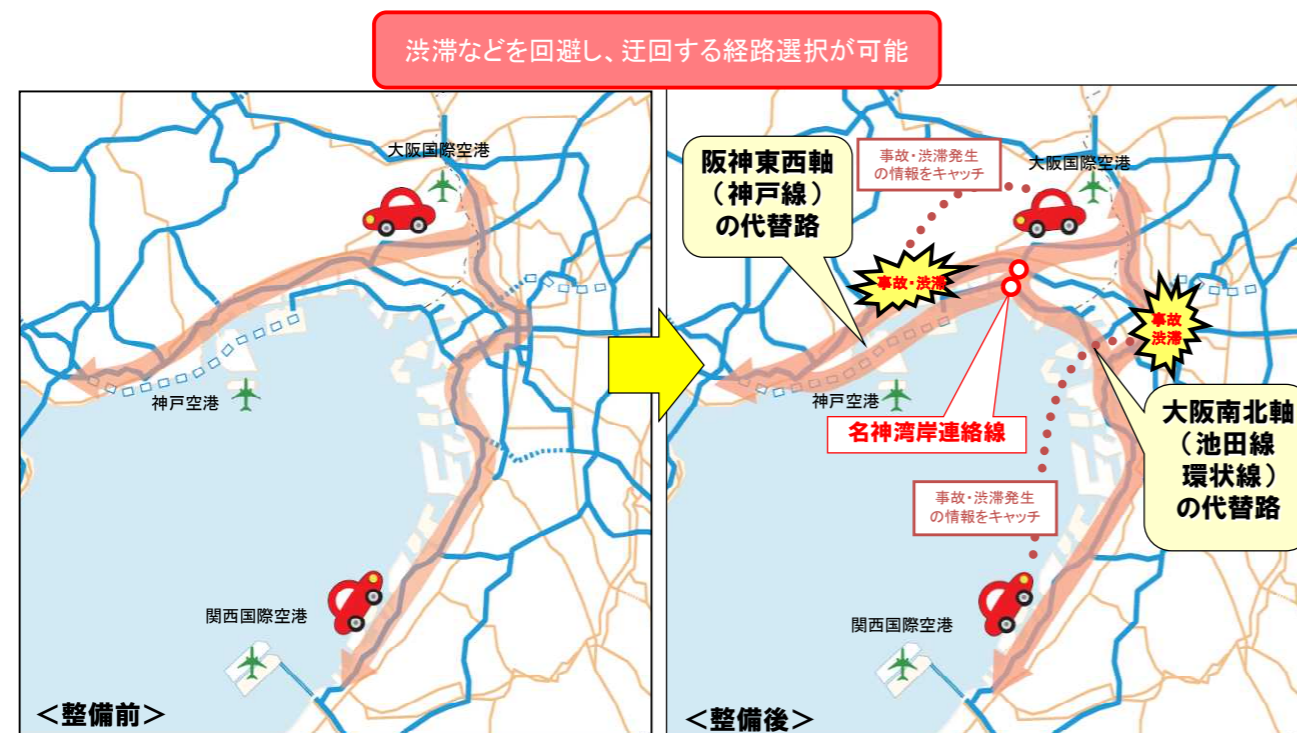 渋滞などを回避し、迂回する経路選択が可能
大阪国際空港
神戸空港
関西国際空港
＜整備前＞
阪神東西軸
（神戸線）
の代替路
事故・渋滞発生
の情報をキャッチ
大阪国際空港
事故・渋滞
事故
渋滞
神戸空港
名神湾岸連絡線
大阪南北軸
（池田線
環状線）
の代替路
事故・渋滞発生
の情報をキャッチ
関西国際空港
＜整備後＞